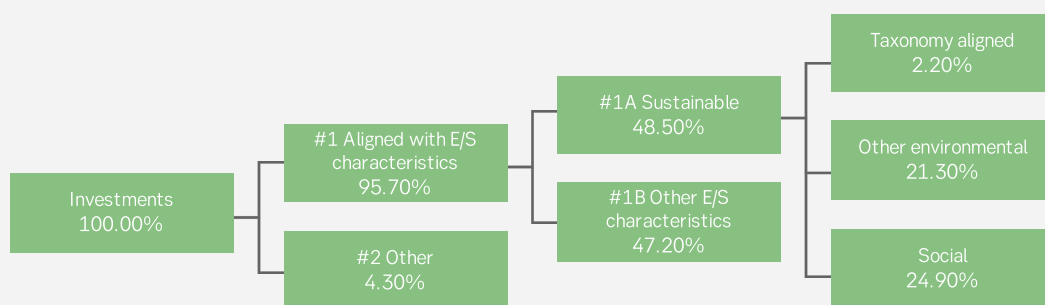 Investments
100.00%
#1 Aligned with E/S
characteristics
95.70%
#2 Other
4.30%
#1A Sustainable
48.50%
#1B Other E/S
characteristics
47.20%
Taxonomy aligned
2.20%
Other environmental
21.30%
Social
24.90%